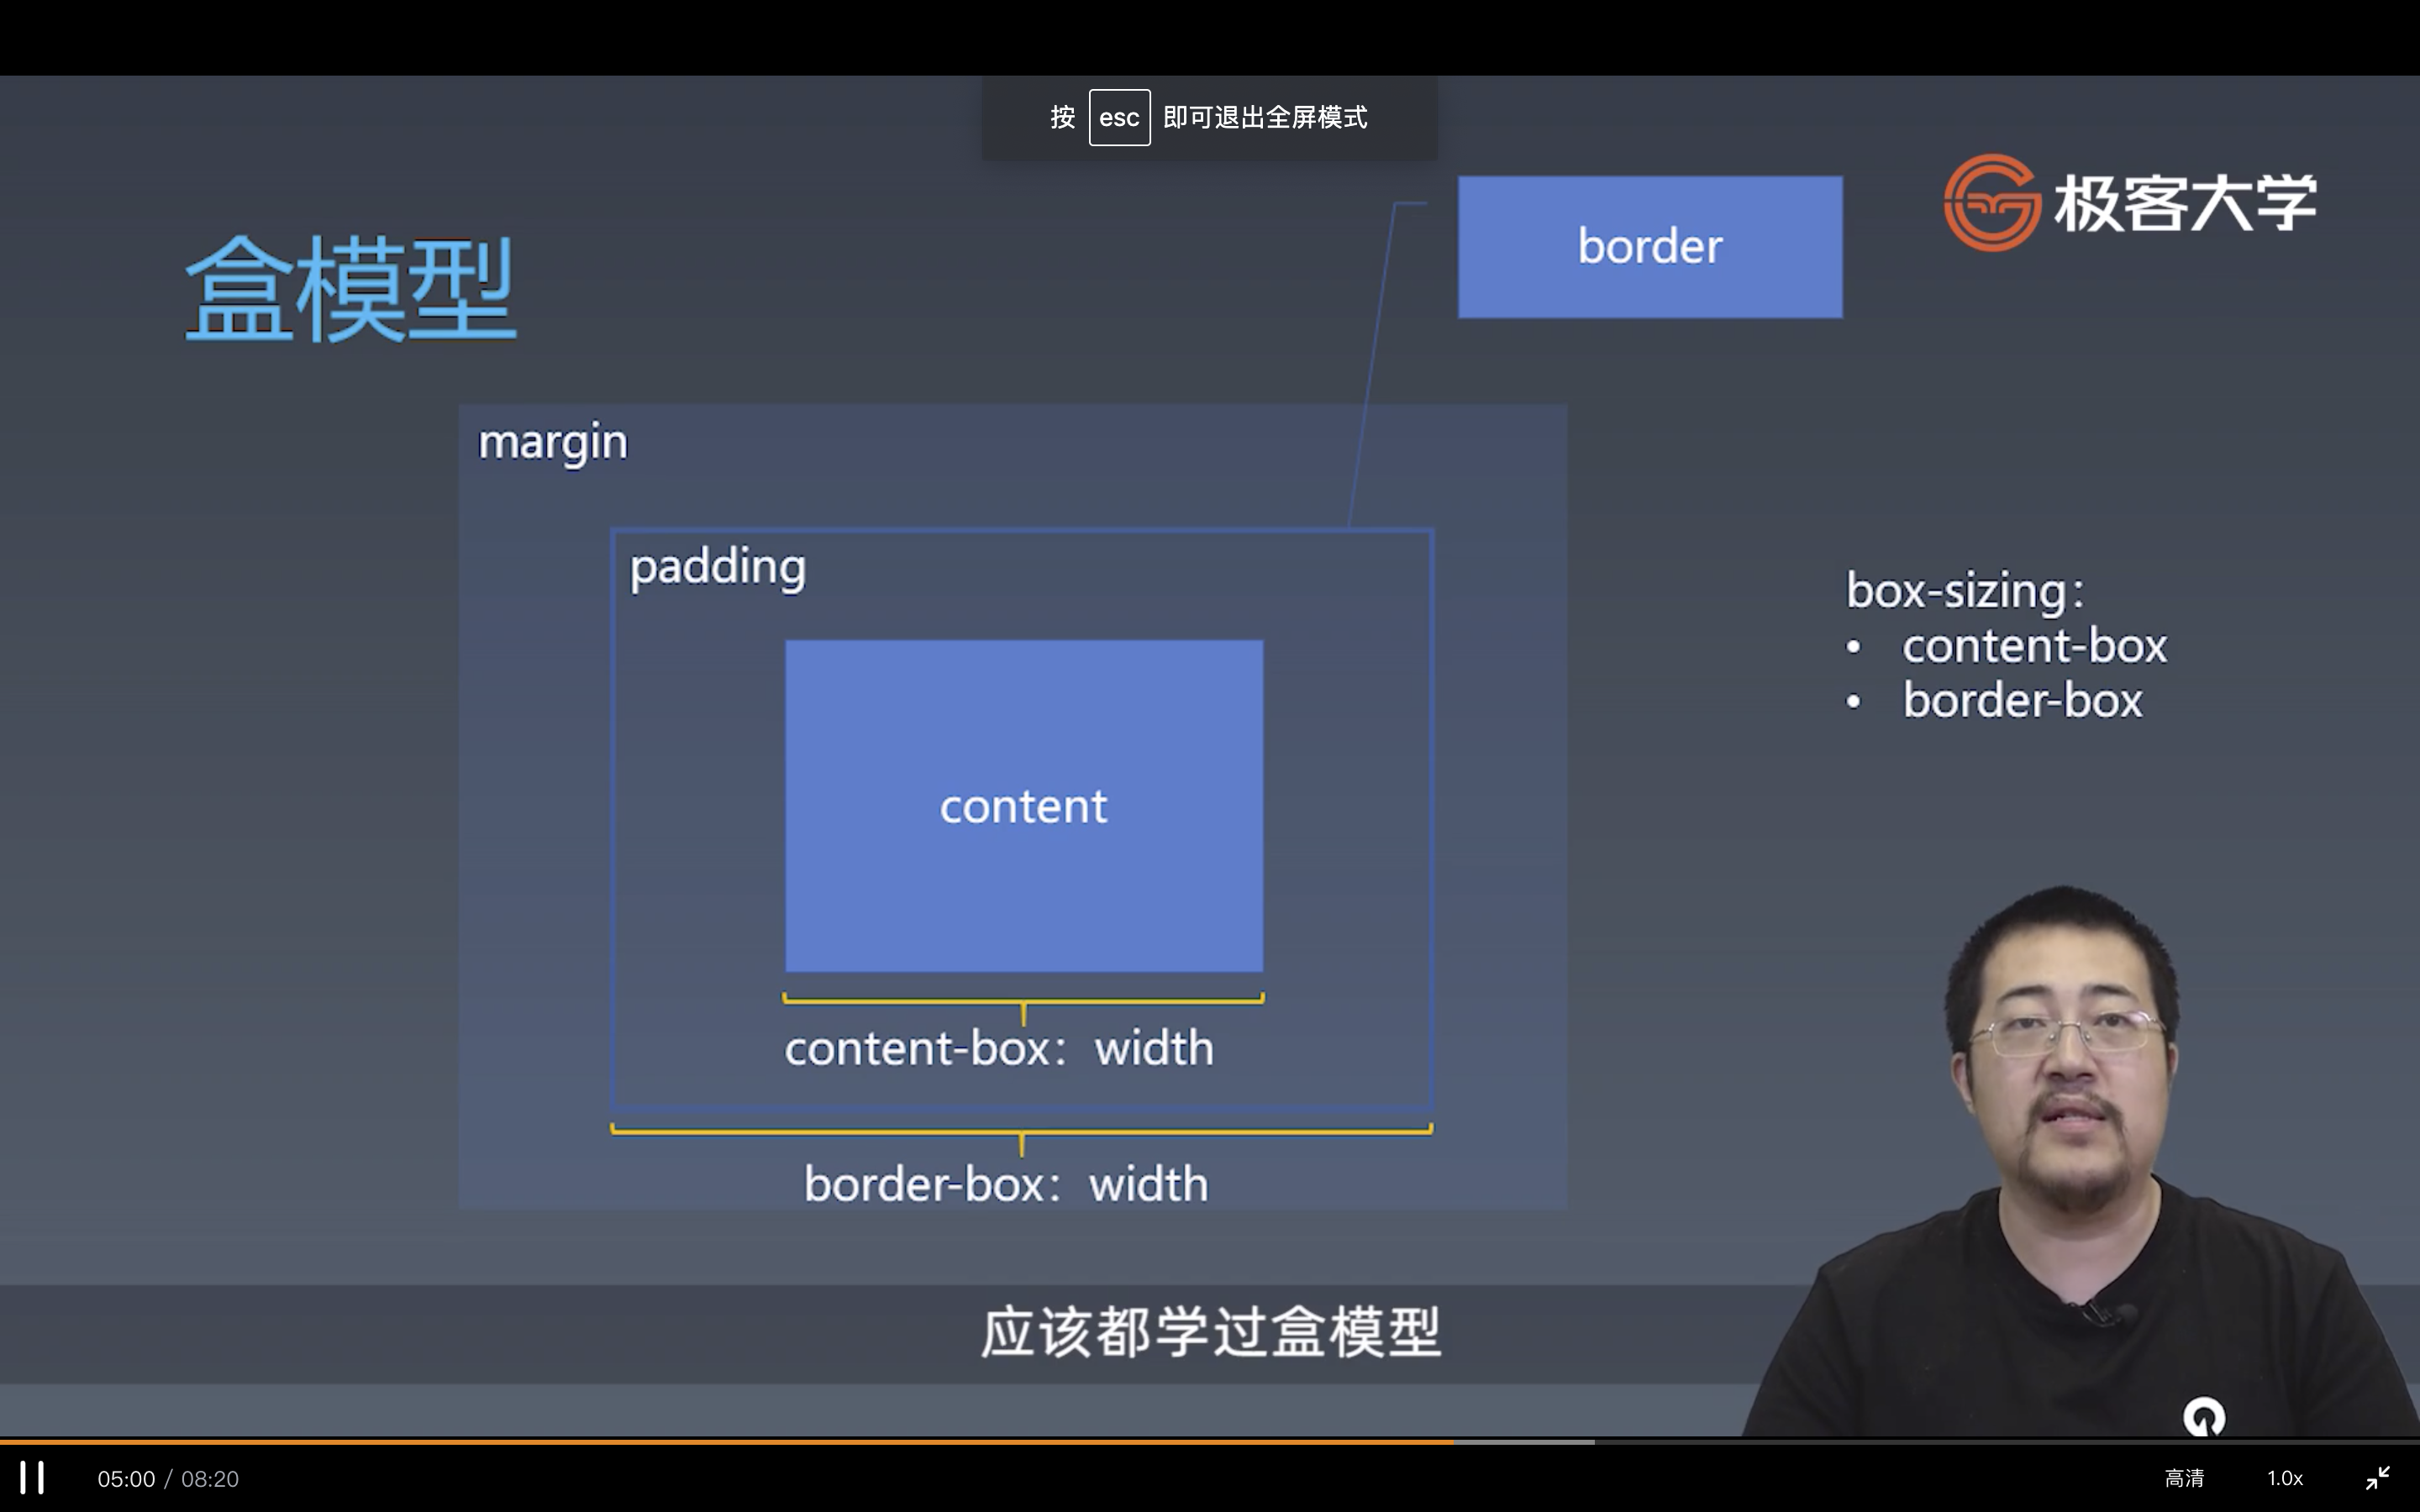 按 esc 即可退出全屏模式
极客大学
border
盒模型
margin
padding
box-sizing：
• content-box
• border-box
content
content-box：width
border-box：width
应该都学过盒模型
05:00 / 08:20
高清
1.0x